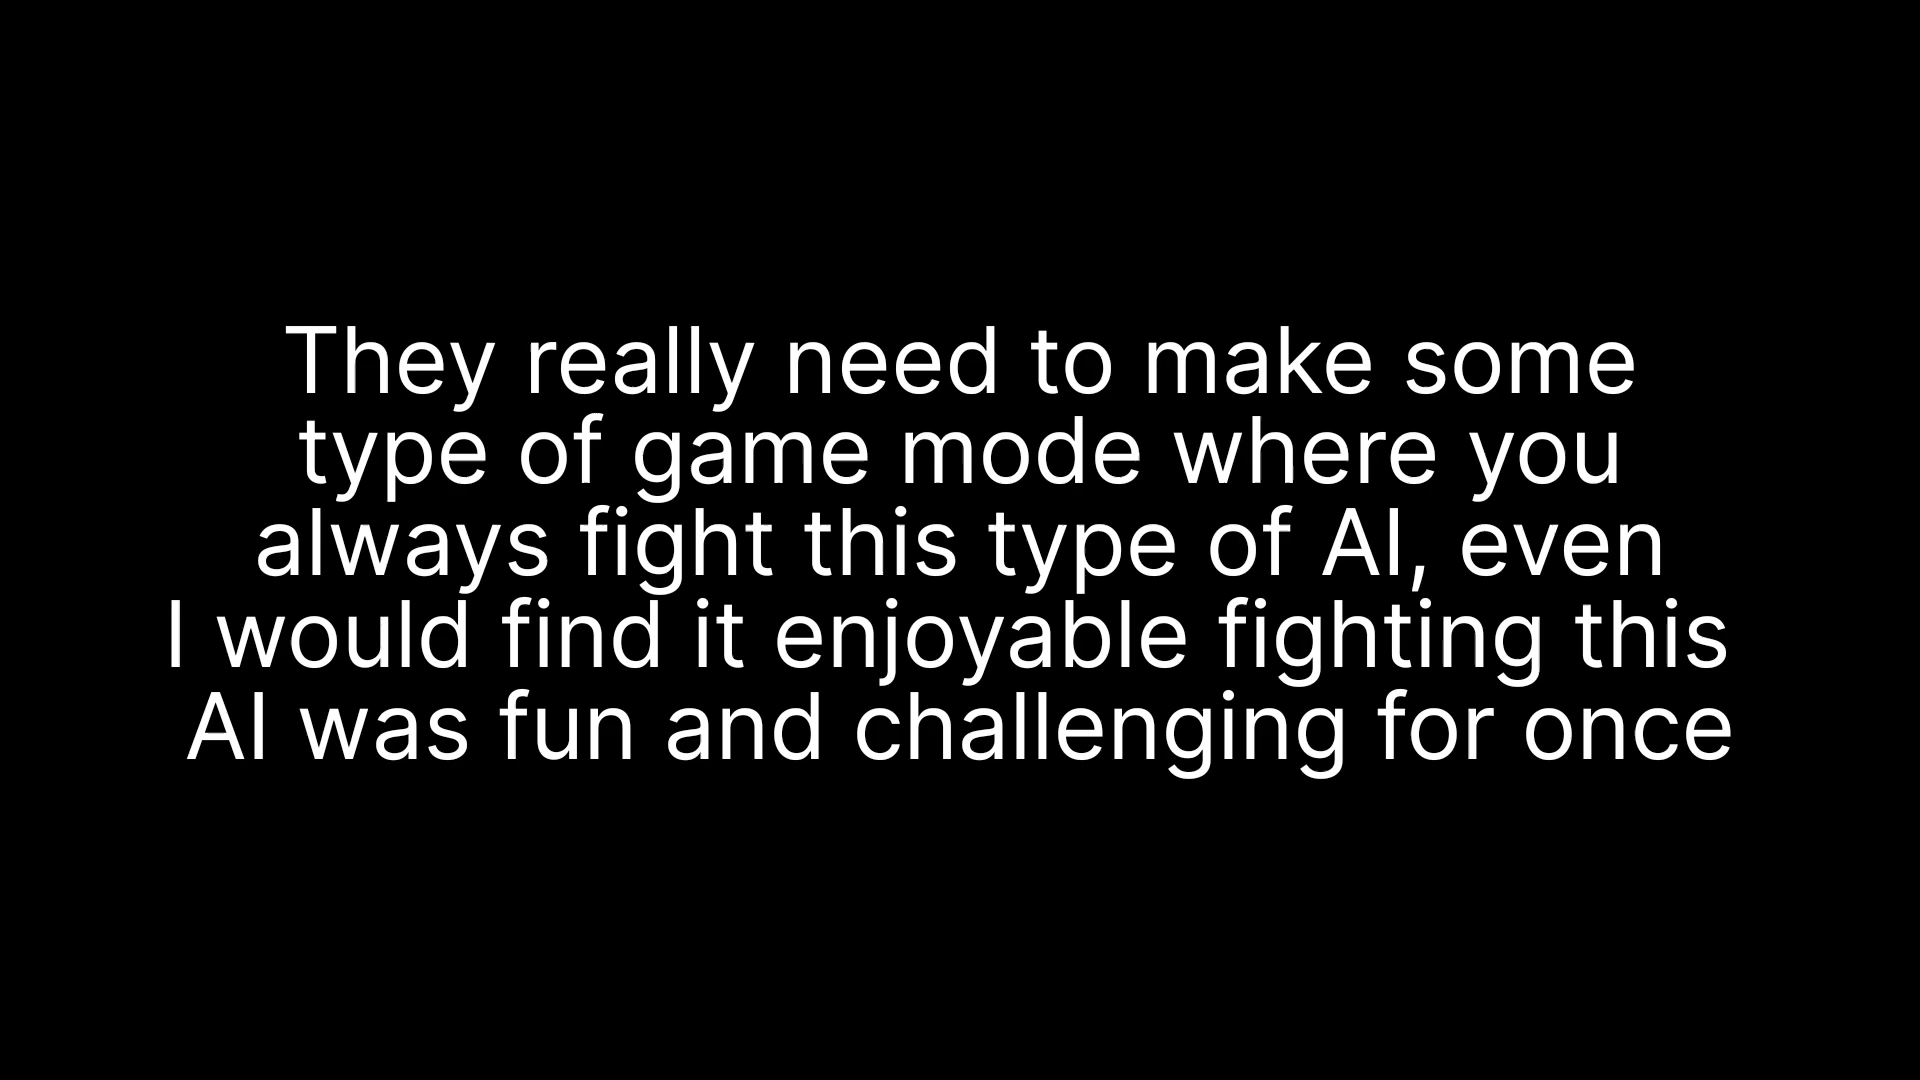 They really need to make some
type of game mode where you
always fight this type of AI, even
I would find it enjoyable fighting this
AI was fun and challenging for once